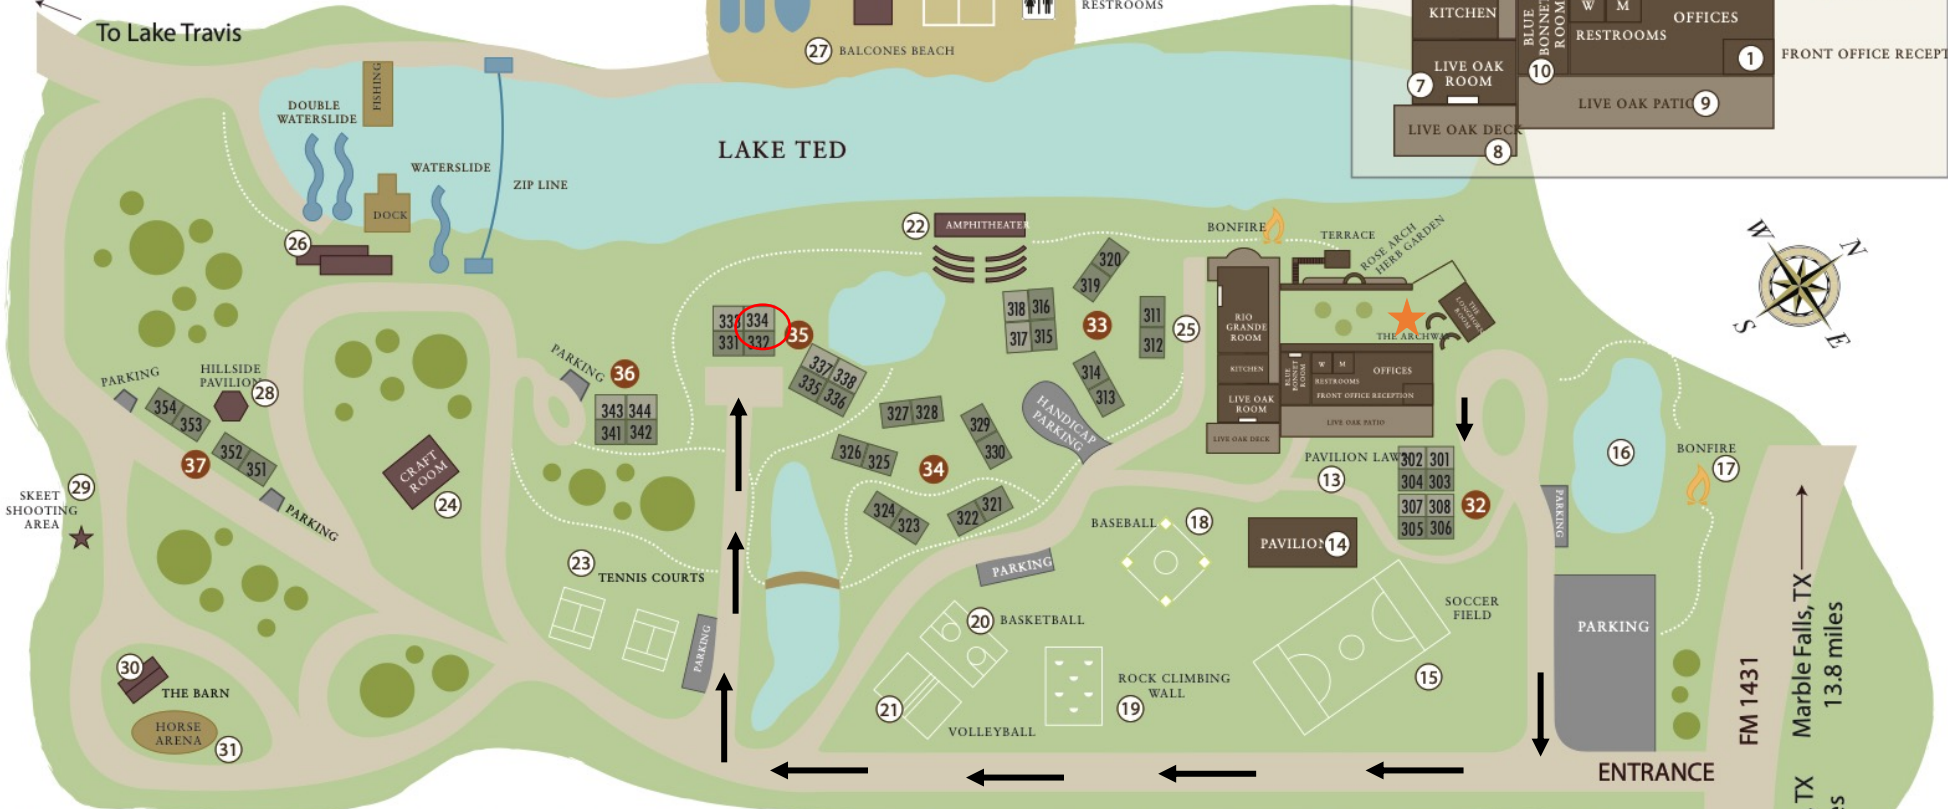 To Lake Travis
RESTROOMS
27 BALCONES BEACH
KITCHEN
BLUE
BONNET
ROOM
W M
RESTROOMS
OFFICES
1 FRONT OFFICE RECEPT
LIVE OAK
ROOM
7
10
LIVE OAK PATIO
9
LIVE OAK DECK
8
FISHING
DOUBLE
WATERSLIDE
WATERSLIDE
ZIP LINE
DOCK
26
LAKE TED
22 AMPHITHEATER
BONFIRE
TERRACE
ROSE ARCH
HERB GARDEN
THE
LONGHORN
ROOM
THE ARCHWAY
W N
S E
320
319
318 316
317 315
33
311
312
314
313
25
RIO
GRANDE
ROOM
KITCHEN
LIVE OAK
ROOM
LIVE OAK DECK
BLUE
BONNET
ROOM
W M
RESTROOMS
OFFICES
FRONT OFFICE RECEPTION
LIVE OAK PATIO
333 334
331 332
35
337 338
335 336
327 328
329
330
326 325
34
324 323
322 321
HANDICAP
PARKING
PARKING
36
343 344
341 342
PARKING
HILLSIDE
PAVILION
28
354 353
352 351
37
PARKING
CRAFT
ROOM
24
29
SKEET
SHOOTING
AREA
PAVILION LAW
13
302 301
304 303
307 308
305 306
32
PARKING
16
BONFIRE
17
BASEBALL 18
PAVILION 14
PARKING
23
TENNIS COURTS
PARKING
20 BASKETBALL
21
VOLLEYBALL
ROCK CLIMBING
WALL
19
SOCCER
FIELD
15
PARKING
30
THE BARN
HORSE
ARENA
31
ENTRANCE
FM 1431
Marble Falls, TX
13.8 miles
TX